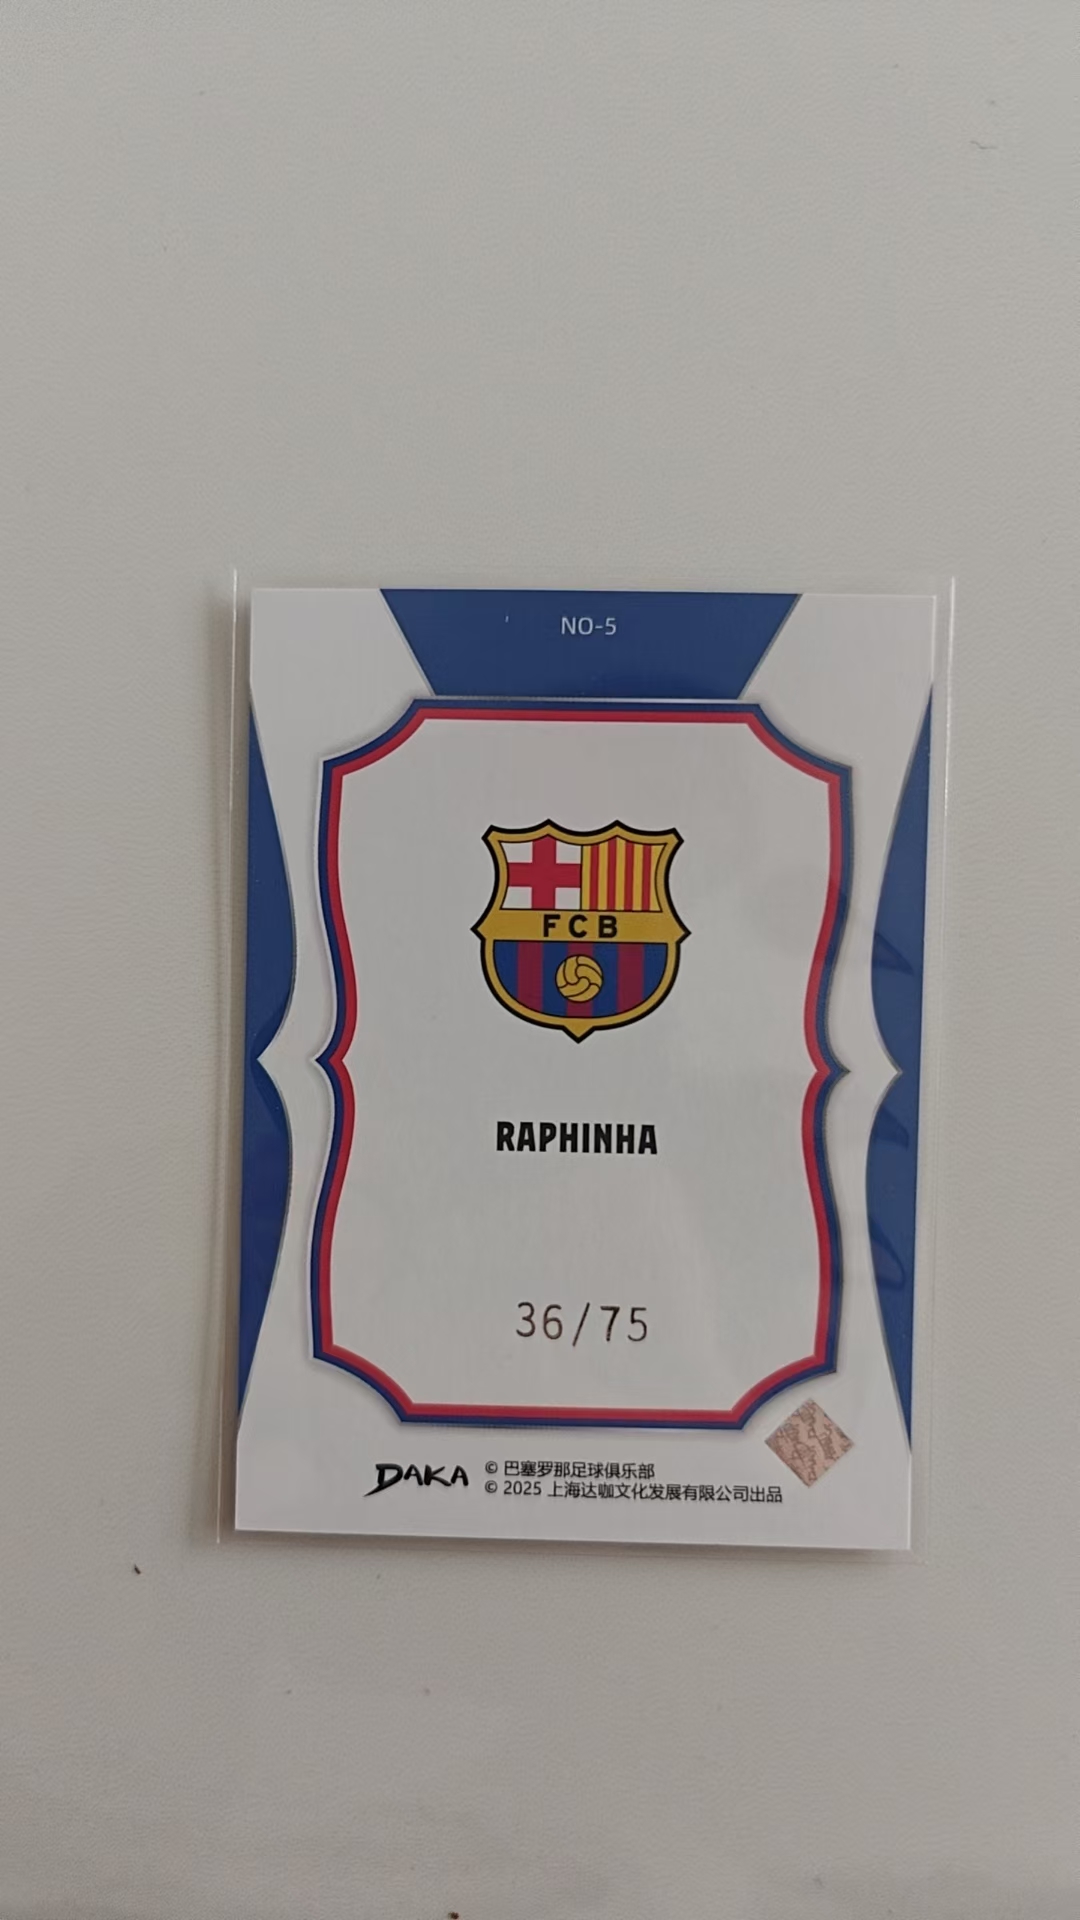 NO-5
FCB
RAPHINHA
36/75
DAKA
© 巴塞罗那足球俱乐部
© 2025 上海达咖文化发展有限公司出品